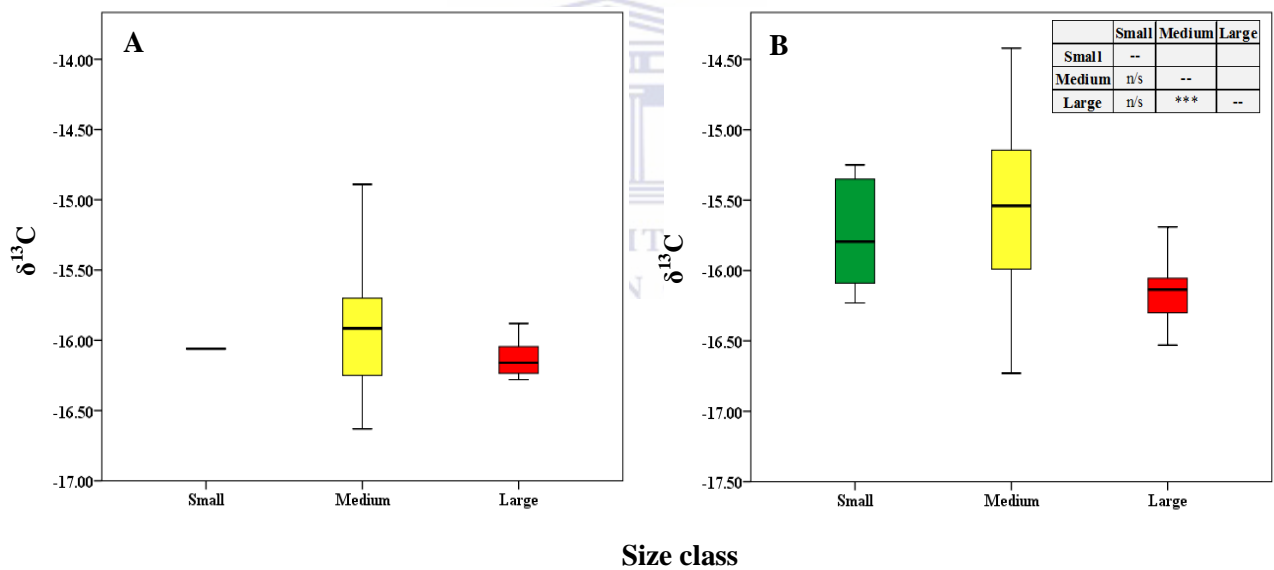 A
δ13C
-14.00
-14.50
-15.00
-15.50
-16.00
-16.50
-17.00
Small Medium Large
B
Small Medium Large
Small --
Medium n/s --
Large n/s *** --
δ13C
-14.50
-15.00
-15.50
-16.00
-16.50
-17.00
-17.50
Small Medium Large
Size class